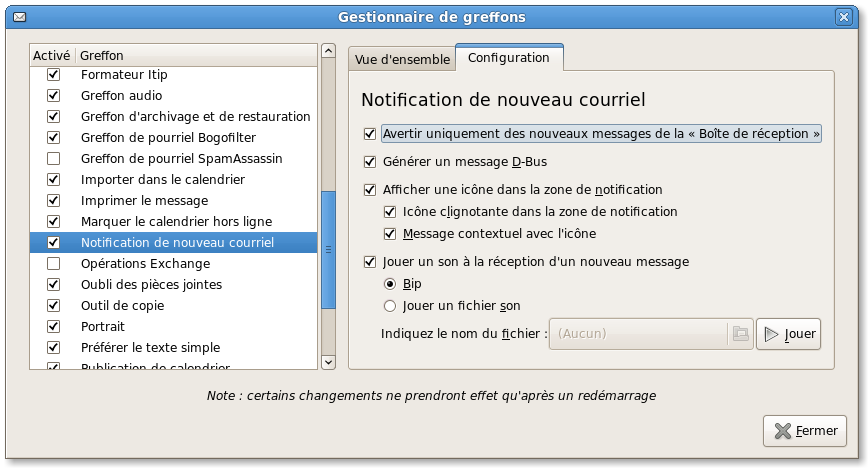 Gestionnaire de greffons
Activé Greffon
Formateur Itip
Greffon audio
Greffon d'archivage et de restauration
Greffon de pourriel Bogofilter
Greffon de pourriel SpamAssassin
Importer dans le calendrier
Imprimer le message
Marquer le calendrier hors ligne
Notification de nouveau courriel
Opérations Exchange
Oubli des pièces jointes
Outil de copie
Portrait
Préférer le texte simple
Publication de calendrier
Vue d'ensemble
Configuration
Notification de nouveau courriel
Avertir uniquement des nouveaux messages de la « Boîte de réception »
Générer un message D-Bus
Afficher une icône dans la zone de notification
Icône clignotante dans la zone de notification
Message contextuel avec l'icône
Jouer un son à la réception d'un nouveau message
Bip
Jouer un fichier son
Indiquez le nom du fichier : (Aucun) Jouer
Note : certains changements ne prendront effet qu'après un redémarrage
Fermer